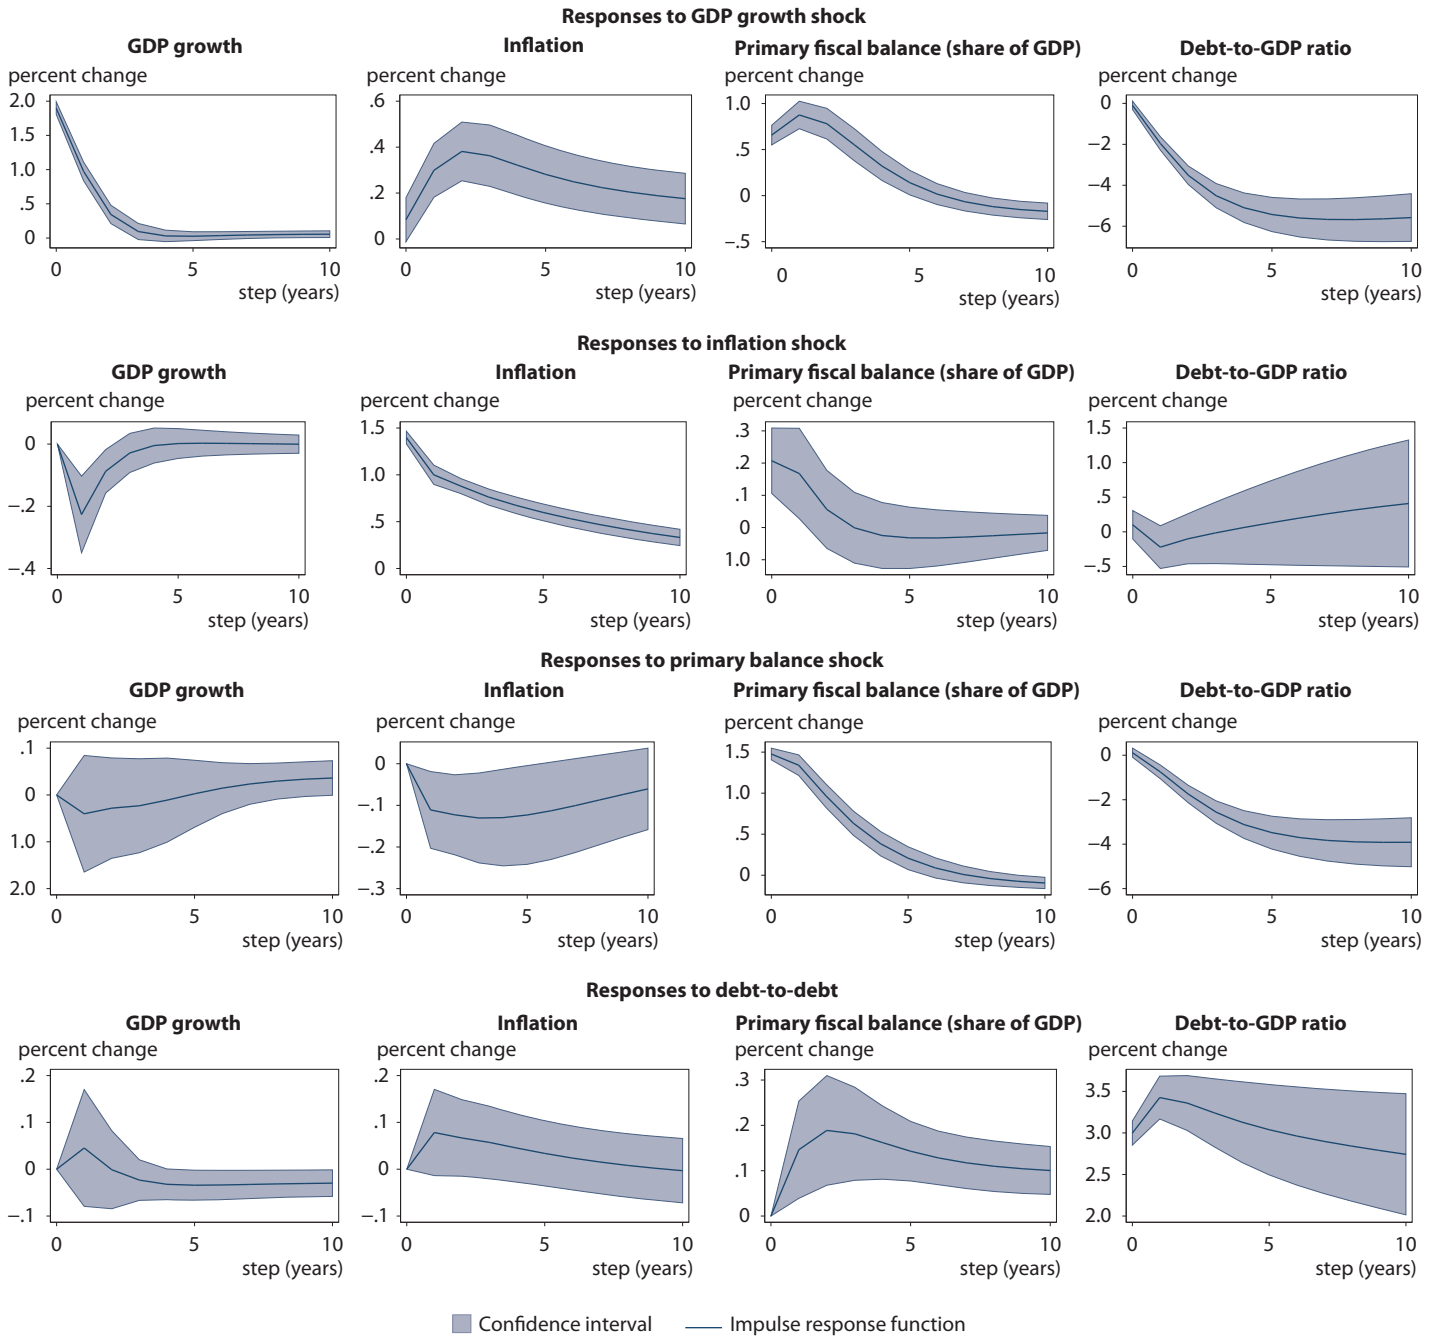 Responses to GDP growth shock
GDP growth
Inflation
Primary fiscal balance (share of GDP)
Debt-to-GDP ratio
percent change
percent change
percent change
percent change
2.0
1.5
1.0
.5
0
0
5
10
step (years)
.6
.4
.2
0
0
5
10
step (years)
1.0
.5
0
−.5
0
5
10
step (years)
0
−2
−4
−6
0
5
10
step (years)
Responses to inflation shock
GDP growth
Inflation
Primary fiscal balance (share of GDP)
Debt-to-GDP ratio
percent change
percent change
percent change
percent change
0
−.2
−.4
0
5
10
step (years)
1.5
1.0
.5
0
0
5
10
step (years)
.3
.2
.1
0
1.0
0
5
10
step (years)
1.5
1.0
.5
0
−.5
0
5
10
step (years)
Responses to primary balance shock
GDP growth
Inflation
Primary fiscal balance (share of GDP)
Debt-to-GDP ratio
percent change
percent change
percent change
percent change
.1
0
1.0
2.0
0
5
10
step (years)
0
−.1
−.2
−.3
0
5
10
step (years)
1.5
1.0
.5
0
0
5
10
step (years)
0
−2
−4
−6
0
5
10
step (years)
Responses to debt-to-debt
GDP growth
Inflation
Primary fiscal balance (share of GDP)
Debt-to-GDP ratio
percent change
percent change
percent change
percent change
.2
.1
0
−.1
0
5
10
step (years)
.2
.1
0
−.1
0
5
10
step (years)
.3
.2
.1
0
0
5
10
step (years)
3.5
3.0
2.5
2.0
0
5
10
step (years)
Confidence interval
Impulse response function